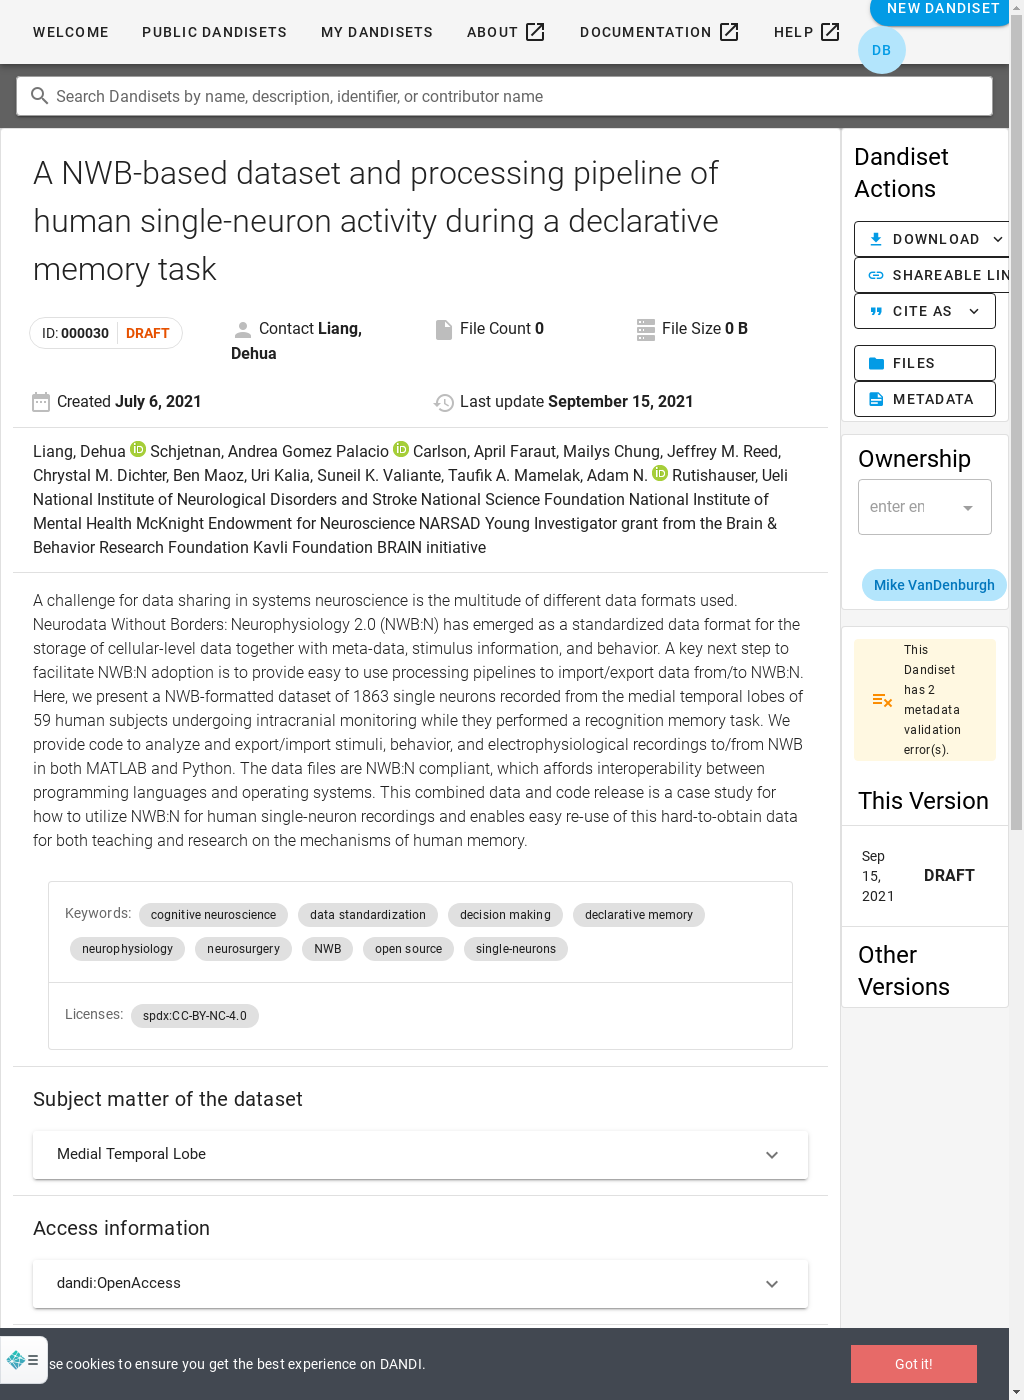 WELCOME PUBLIC DANDISETS MY DANDISETS ABOUT DOCUMENTATION HELP NEW DANDISET
DB
Search Dandisets by name, description, identifier, or contributor name
A NWB-based dataset and processing pipeline of
human single-neuron activity during a declarative
memory task
ID: 000030 DRAFT
Contact Liang,
Dehua
File Count 0
File Size 0 B
Created July 6, 2021
Last update September 15, 2021
Liang, Dehua iD Schjetnan, Andrea Gomez Palacio iD Carlson, April Faraut, Mailys Chung, Jeffrey M. Reed,
Chrystal M. Dichter, Ben Maoz, Uri Kalia, Suneil K. Valiante, Taufik A. Mamelak, Adam N. iD Rutishauser, Ueli
National Institute of Neurological Disorders and Stroke National Science Foundation National Institute of
Mental Health McKnight Endowment for Neuroscience NARSAD Young Investigator grant from the Brain &
Behavior Research Foundation Kavli Foundation BRAIN initiative
A challenge for data sharing in systems neuroscience is the multitude of different data formats used.
Neurodata Without Borders: Neurophysiology 2.0 (NWB:N) has emerged as a standardized data format for the
storage of cellular-level data together with meta-data, stimulus information, and behavior. A key next step to
facilitate NWB:N adoption is to provide easy to use processing pipelines to import/export data from/to NWB:N.
Here, we present a NWB-formatted dataset of 1863 single neurons recorded from the medial temporal lobes of
59 human subjects undergoing intracranial monitoring while they performed a recognition memory task. We
provide code to analyze and export/import stimuli, behavior, and electrophysiological recordings to/from NWB
in both MATLAB and Python. The data files are NWB:N compliant, which affords interoperability between
programming languages and operating systems. This combined data and code release is a case study for
how to utilize NWB:N for human single-neuron recordings and enables easy re-use of this hard-to-obtain data
for both teaching and research on the mechanisms of human memory.
Keywords: cognitive neuroscience data standardization decision making declarative memory
neurophysiology neurosurgery NWB open source single-neurons
Licenses: spdx:CC-BY-NC-4.0
Subject matter of the dataset
Medial Temporal Lobe
Access information
dandi:OpenAccess
Dandiset
Actions
DOWNLOAD
SHAREABLE LIN
CITE AS
FILES
METADATA
Ownership
enter en
Mike VanDenburgh
This
Dandiset
has 2
metadata
validation
error(s).
This Version
Sep
15,
2021
DRAFT
Other
Versions
se cookies to ensure you get the best experience on DANDI.
Got it!